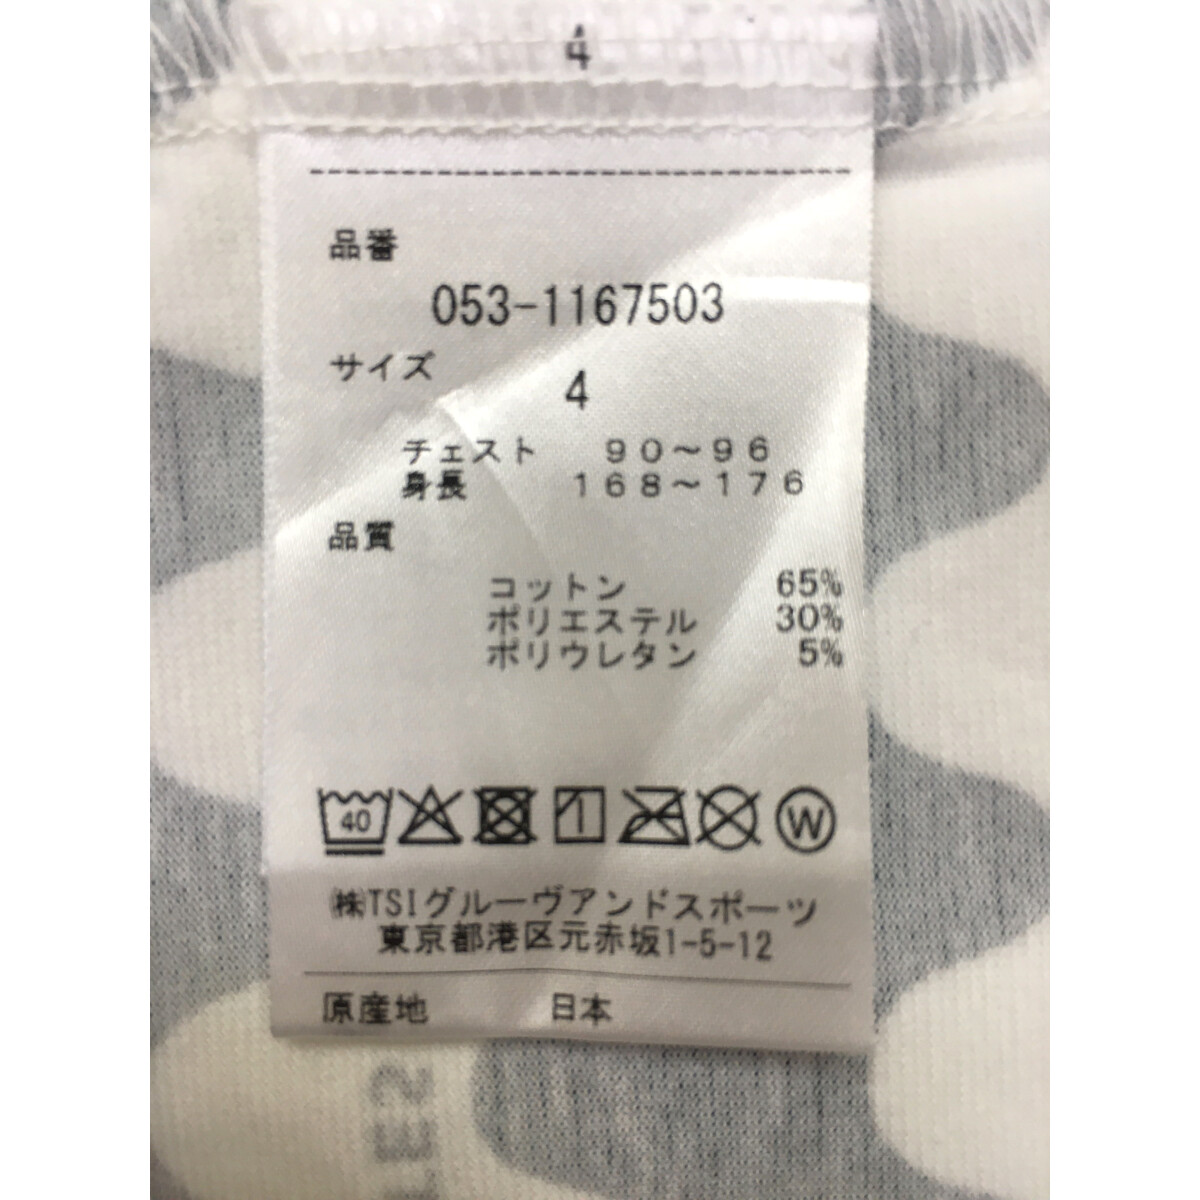 4
品番
053-1167503
サイズ
4
チェスト 90〜96
身長 168〜176
品質
コットン 65%
ポリエステル 30%
ポリウレタン 5%
40
W
㈱TSIグルーヴアンドスポーツ
東京都港区元赤坂1-5-12
原産地 日本